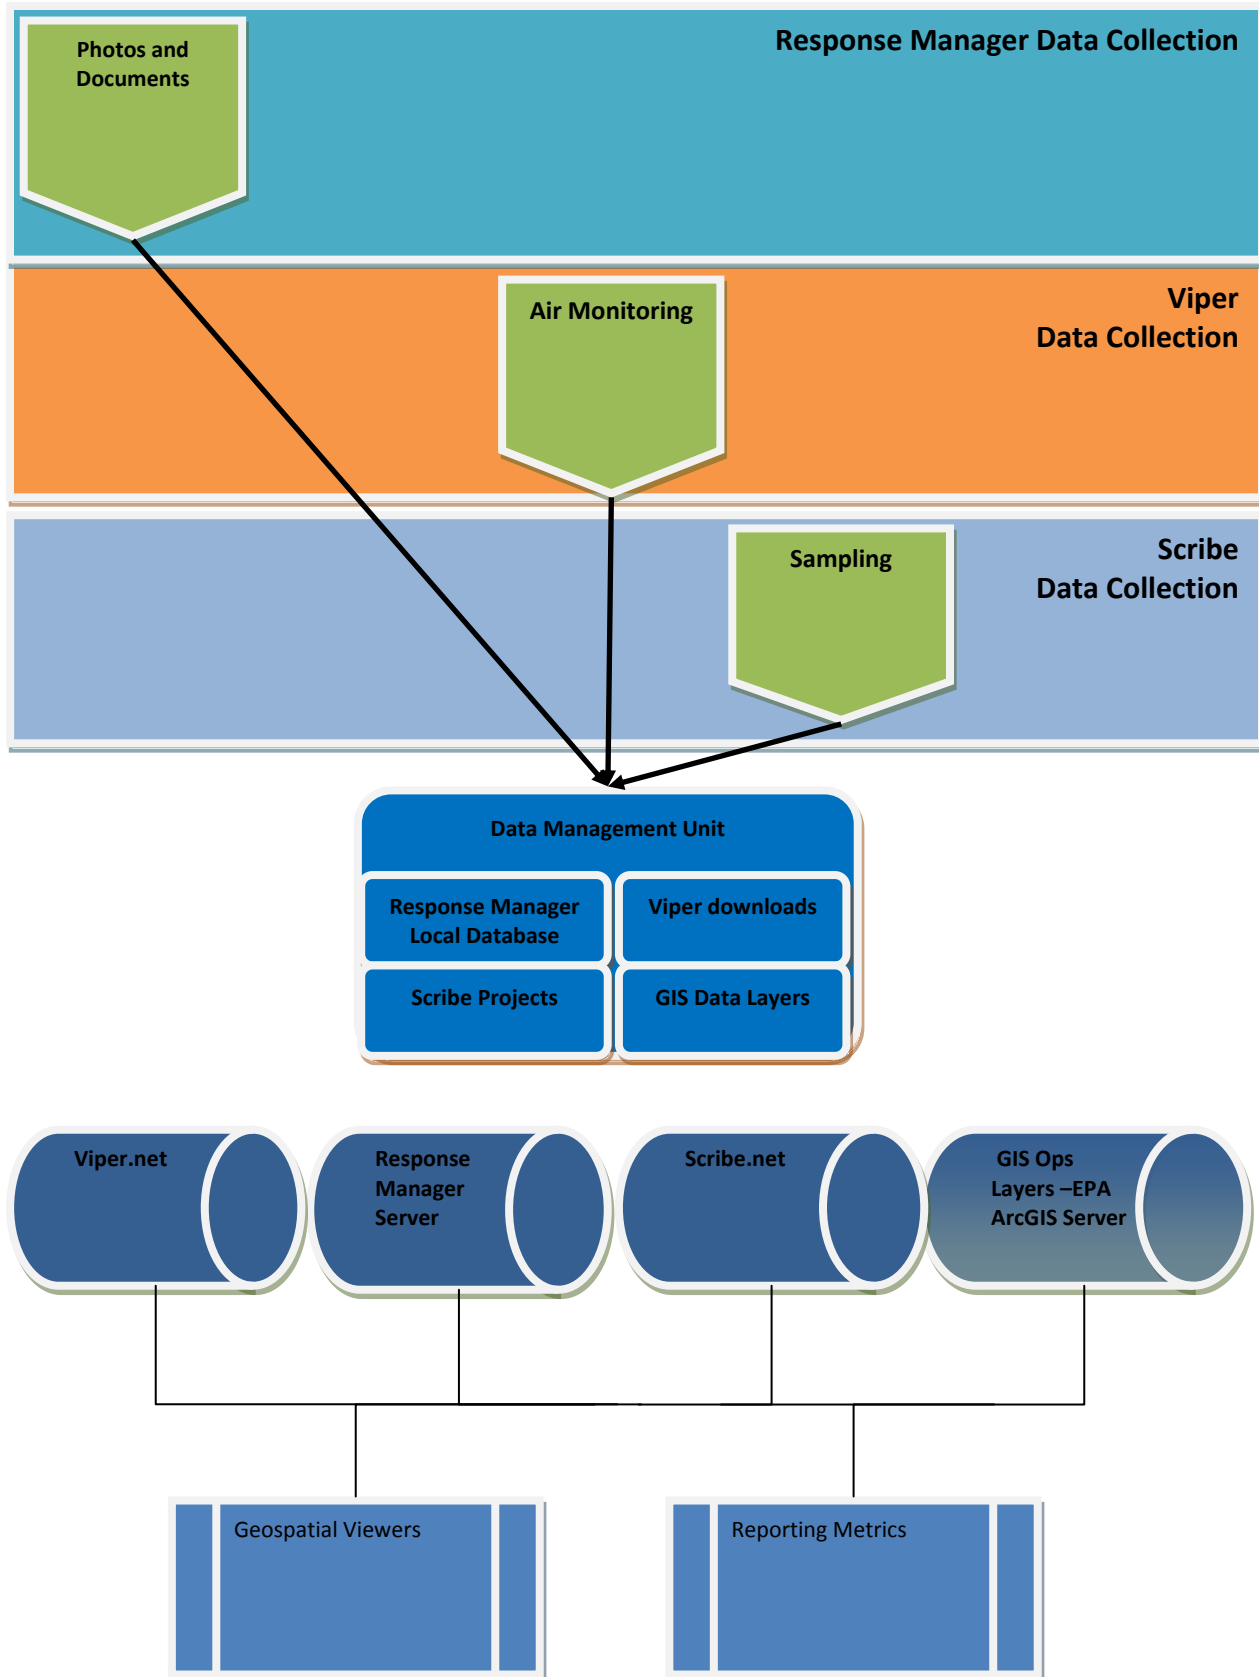 Photos and
Documents
Response Manager Data Collection
Air Monitoring
Viper
Data Collection
Sampling
Scribe
Data Collection
Data Management Unit
Response Manager
Local Database
Viper downloads
Scribe Projects
GIS Data Layers
Viper.net
Response
Manager
Server
Scribe.net
GIS Ops
Layers –EPA
ArcGIS Server
Geospatial Viewers
Reporting Metrics